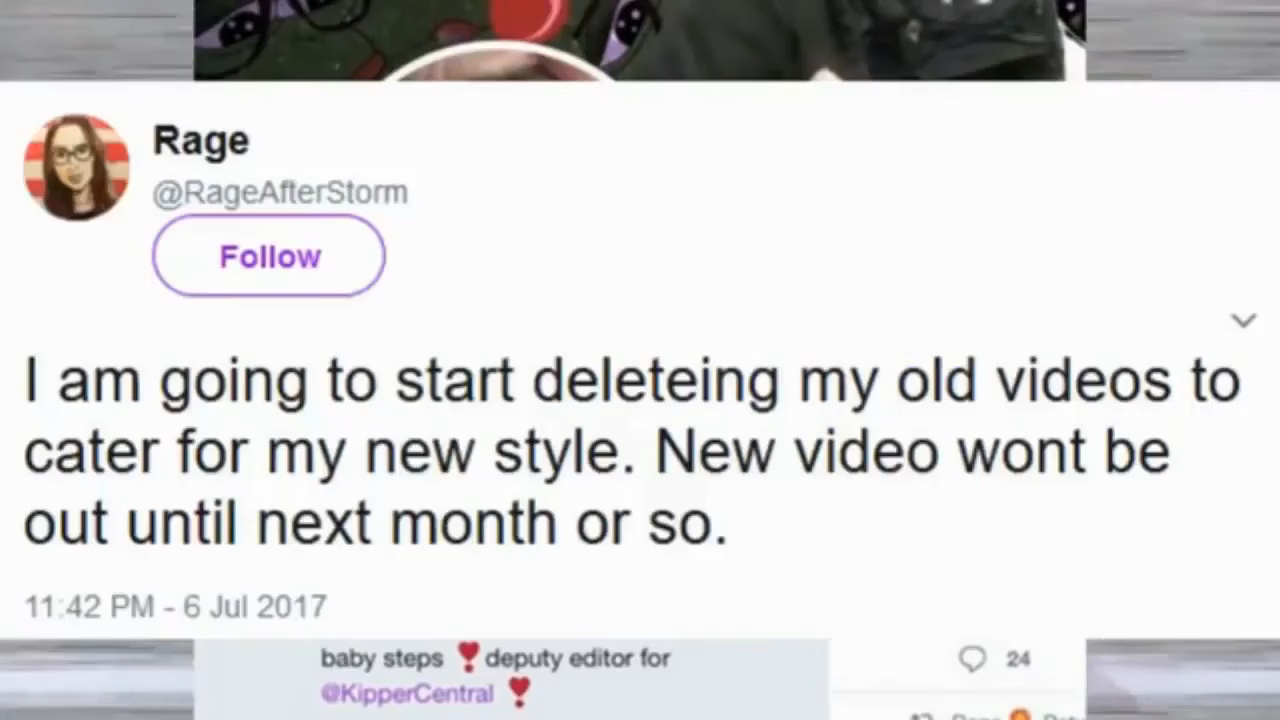 Rage
@RageAfterStorm
Follow
I am going to start deleteing my old videos to
cater for my new style. New video wont be
out until next month or so.
11:42 PM - 6 Jul 2017
baby steps ❣deputy editor for
@KipperCentral ❣
24